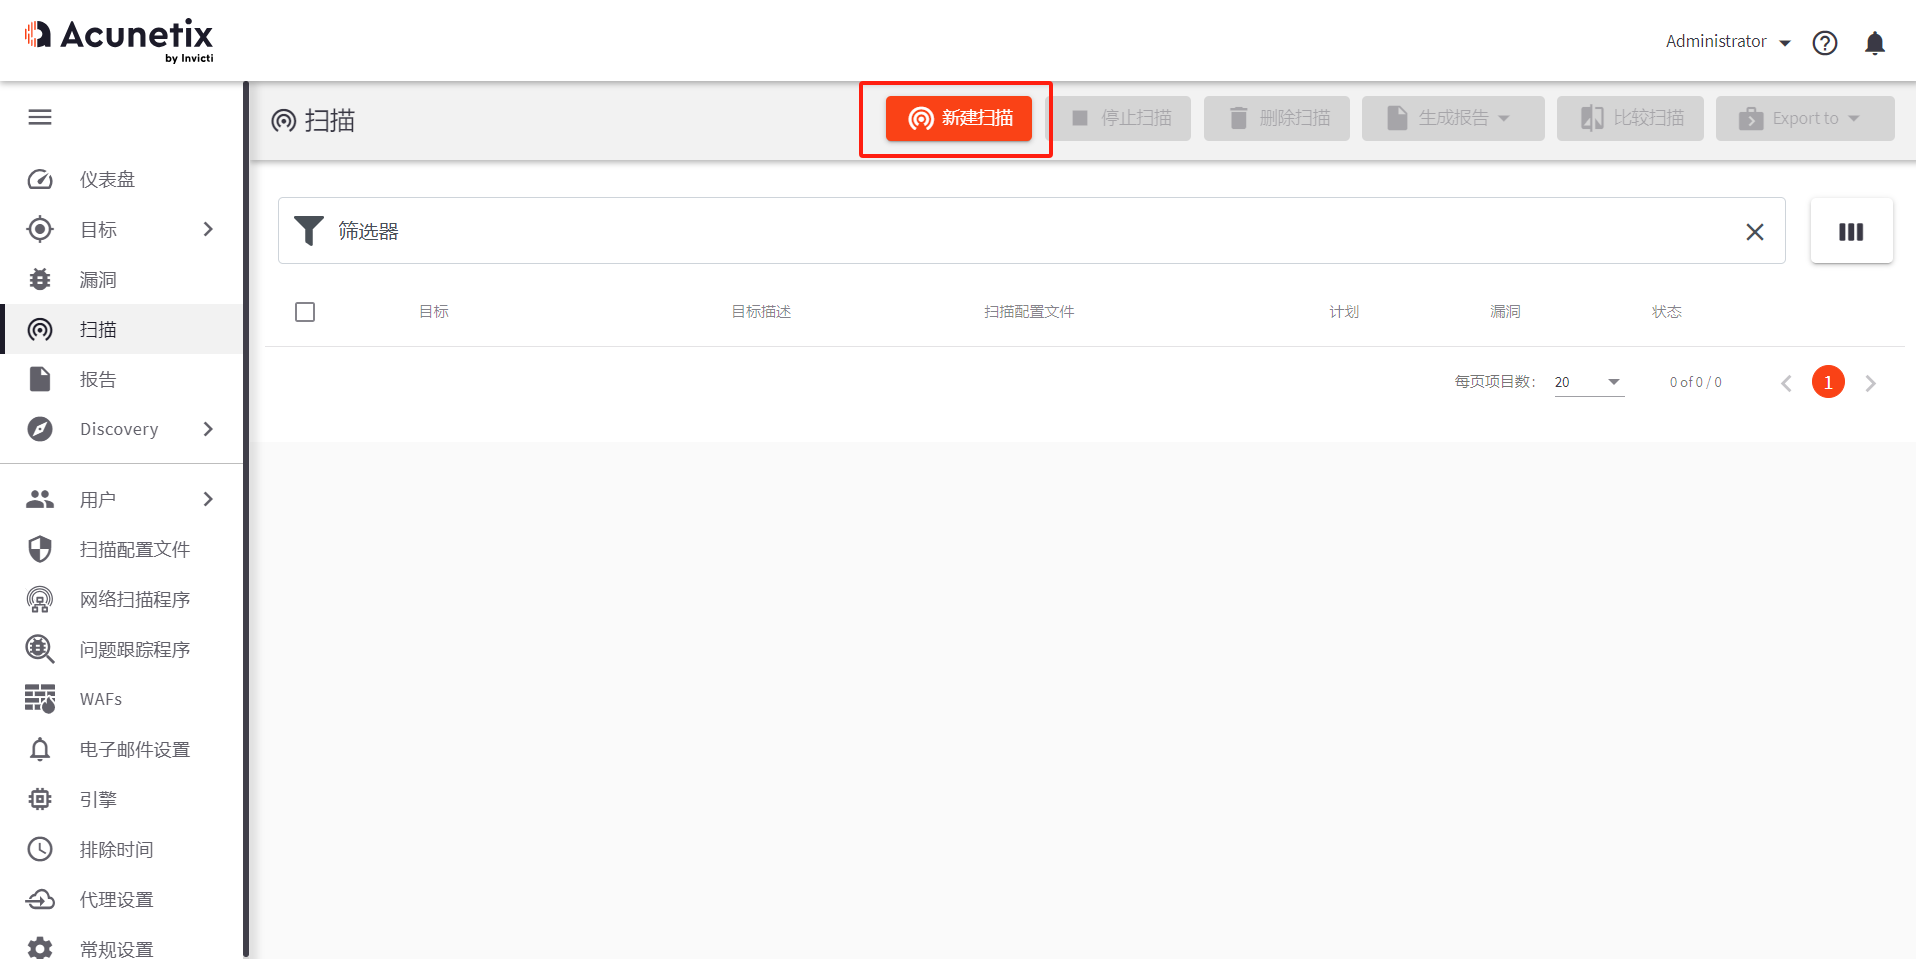 Acunetix
by Invicti
Administrator
扫描
新建扫描
停止扫描
删除扫描
生成报告
比较扫描
Export to
仪表盘
目标
漏洞
扫描
报告
Discovery
用户
扫描配置文件
网络扫描程序
问题跟踪程序
WAFs
电子邮件设置
引擎
排除时间
代理设置
常规设置
筛选器
目标 目标描述 扫描配置文件 计划 漏洞 状态
每页项目数: 20 0 of 0 / 0 1